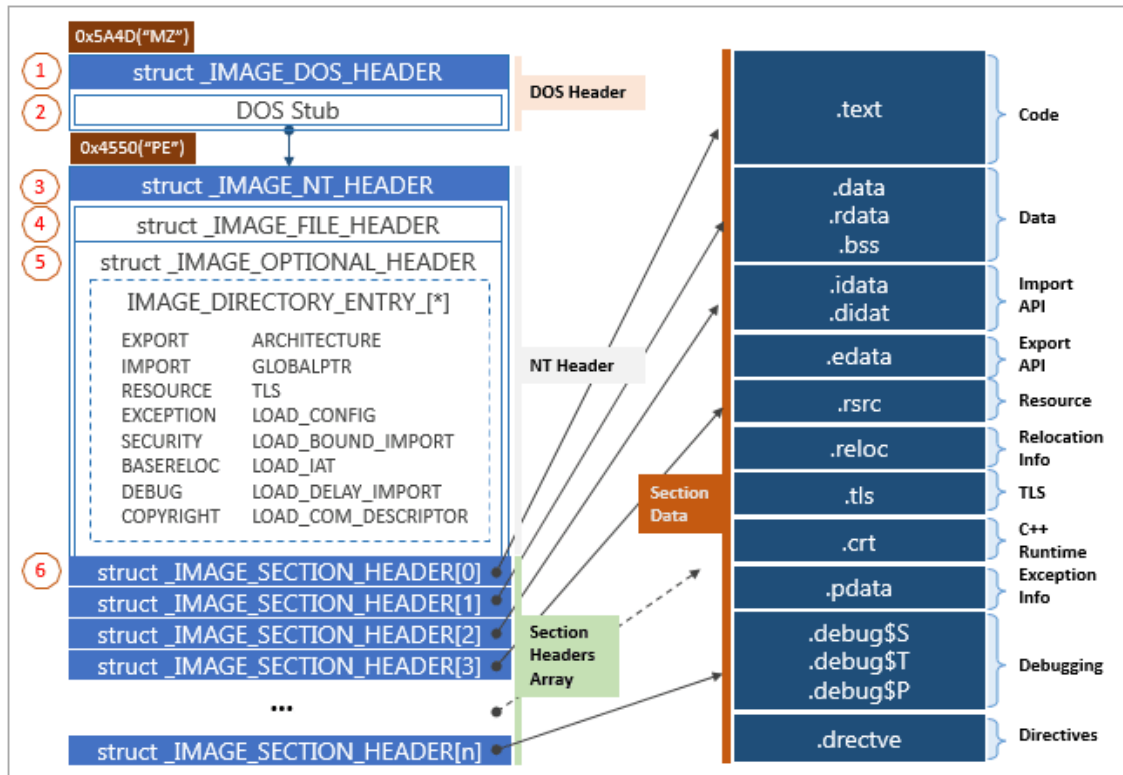 0x5A4D("MZ")
1
struct _IMAGE_DOS_HEADER
2
DOS Stub
DOS Header
0x4550("PE")
3
struct _IMAGE_NT_HEADER
4
struct _IMAGE_FILE_HEADER
5
struct _IMAGE_OPTIONAL_HEADER
IMAGE_DIRECTORY_ENTRY_[*]
EXPORT ARCHITECTURE
IMPORT GLOBALPTR
RESOURCE TLS
EXCEPTION LOAD_CONFIG
SECURITY LOAD_BOUND_IMPORT
BASERELOC LOAD_IAT
DEBUG LOAD_DELAY_IMPORT
COPYRIGHT LOAD_COM_DESCRIPTOR
NT Header
6
struct _IMAGE_SECTION_HEADER[0]
struct _IMAGE_SECTION_HEADER[1]
struct _IMAGE_SECTION_HEADER[2]
struct _IMAGE_SECTION_HEADER[3]
...
struct _IMAGE_SECTION_HEADER[n]
Section
Headers
Array
Section
Data
.text
Code
.data
.rdata
.bss
Data
.idata
.didat
Import
API
.edata
Export
API
.rsrc
Resource
.reloc
Relocation
Info
.tls
TLS
.crt
C++
Runtime
.pdata
Exception
Info
.debug$S
.debug$T
.debug$P
Debugging
.drectve
Directives